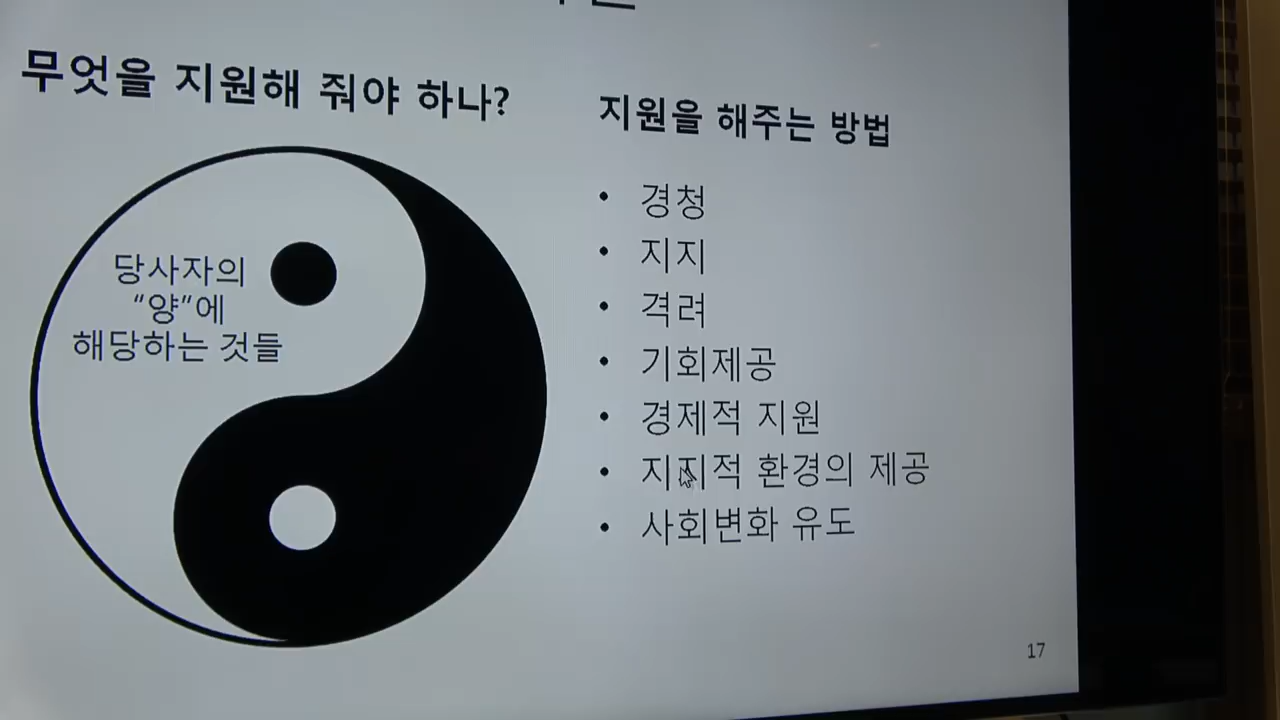 무엇을 지원해 줘야 하나?
당사자의
“양”에
해당하는 것들
지원을 해주는 방법
• 경청
• 지지
• 격려
• 기회제공
• 경제적 지원
• 지지적 환경의 제공
• 사회변화 유도
17